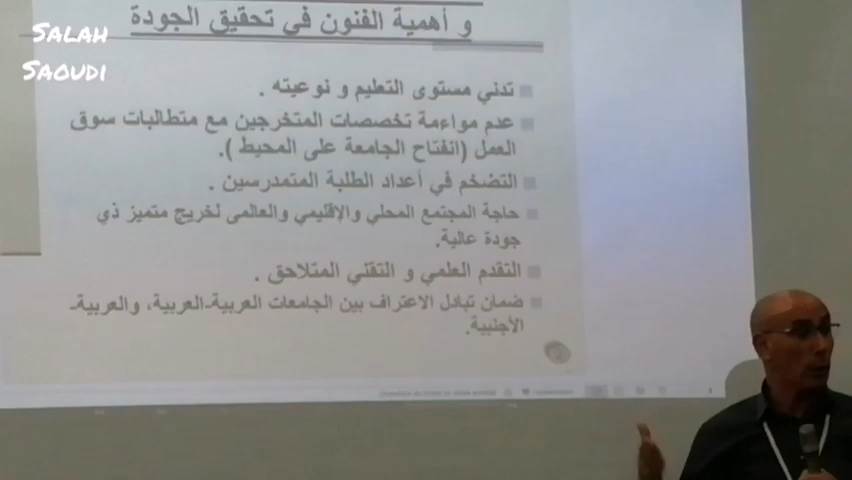 SALAH
SAOUDI
و أهمية الفنون في تحقيق الجودة
تدني مستوى التعليم و نوعيته .
عدم مواءمة تخصصات المتخرجين مع متطالبات سوق
العمل (انفتاح الجامعة على المحيط ).
التضخم في أعداد الطلبة المتمدرسين .
حاجة المجتمع المحلي والإقليمي والعالمى لخريج متميز ذي
جودة عالية.
التقدم العلمي و التقني المتلاحق .
ضمان تبادل الاعتراف بين الجامعات العربية-العربية، والعربية-
الأجنبية.